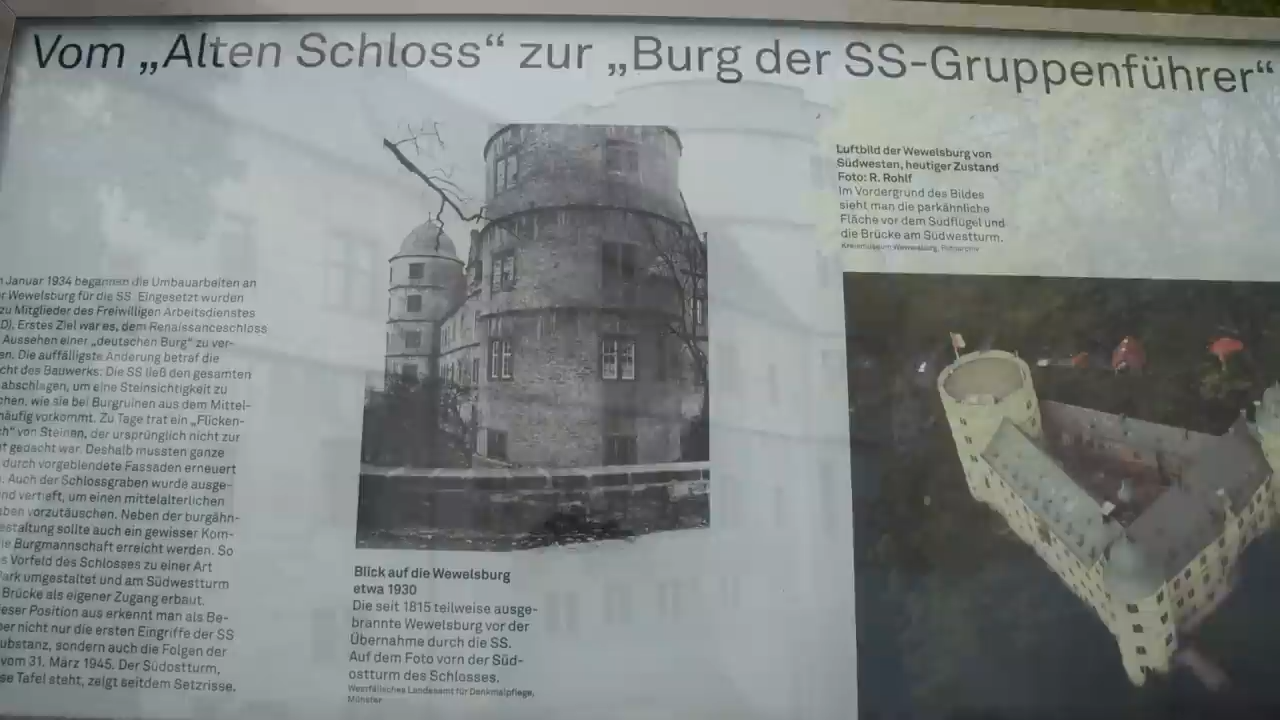 Vom „Alten Schloss“ zur „Burg der SS-Gruppenführer“
Januar 1934 begannen die Umbauarbeiten an
Wewelsburg für die SS. Eingesetzt wurden
zu Mitglieder des Freiwilligen Arbeitsdienstes
D). Erstes Ziel war es, dem Renaissanceschloss
Aussehen einer „deutschen Burg“ zu ver-
en. Die auffälligste Änderung betraf die
cht des Bauwerks: Die SS ließ den gesamten
abschlagen, um eine Steinsichtigkeit zu
chen, wie sie bei Burgruinen aus dem Mittel-
häufig vorkommt. Zu Tage trat ein „Flicken-
ch“ von Steinen, der ursprünglich nicht zur
t gedacht war. Deshalb mussten ganze
durch vorgeblendete Fassaden erneuert
. Auch der Schlossgraben wurde ausge-
nd vertieft, um einen mittelalterlichen
ben vorzutäuschen. Neben der burgähn-
estaltung sollte auch ein gewisser Kom-
ie Burgmannschaft erreicht werden. So
s Vorfeld des Schlosses zu einer Art
Park umgestaltet und am Südwestturm
Brücke als eigener Zugang erbaut.
ieser Position aus erkennt man als Be-
er nicht nur die ersten Eingriffe der SS
ubstanz, sondern auch die Folgen der
vom 31. März 1945. Der Südostturm,
se Tafel steht, zeigt seitdem Setzrisse.
Blick auf die Wewelsburg
etwa 1930
Die seit 1815 teilweise ausge-
brannte Wewelsburg vor der
Übernahme durch die SS.
Auf dem Foto vorn der Süd-
ostturm des Schlosses.
Westfälisches Landesamt für Denkmalpflege,
Münster
Luftbild der Wewelsburg von
Südwesten, heutiger Zustand
Foto: R. Rohlf
Im Vordergrund des Bildes
sieht man die parkähnliche
Fläche vor dem Südflügel und
die Brücke am Südwestturm.
Kreismuseum Wewelsburg, Fotoarchiv